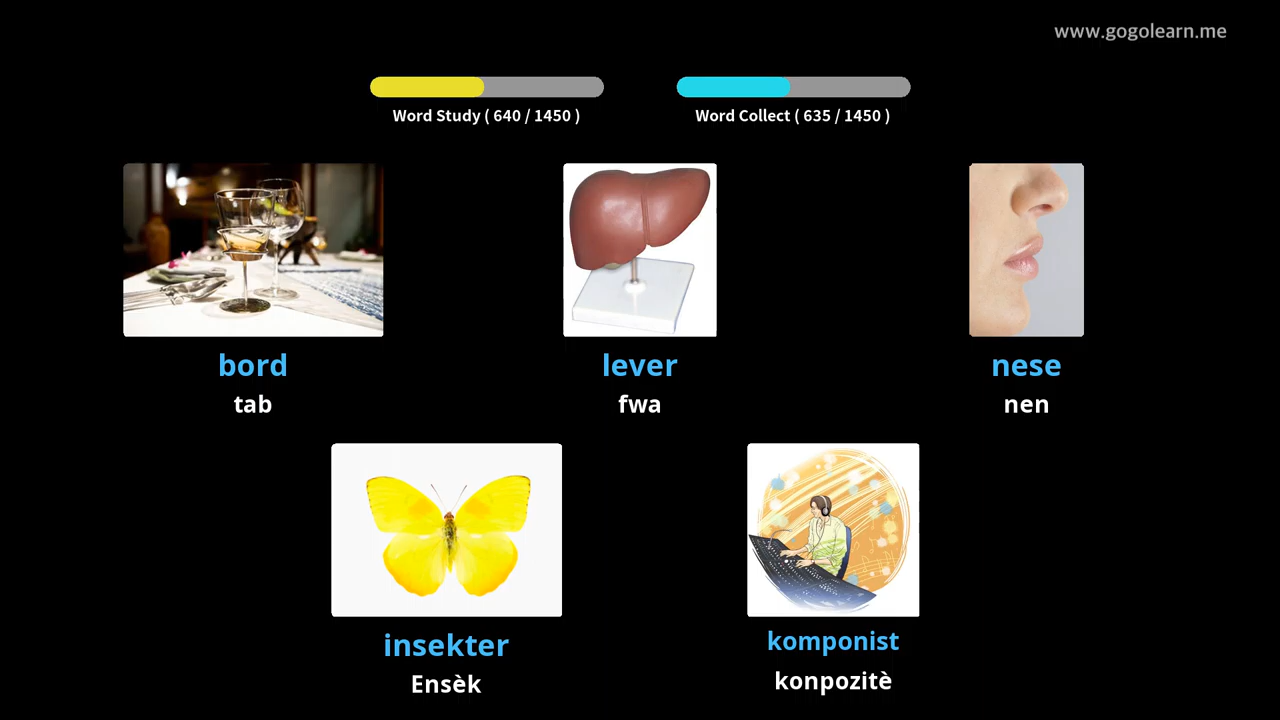 www.gogolearn.me
Word Study ( 640 / 1450 )
Word Collect ( 635 / 1450 )
bord
tab
lever
fwa
nese
nen
insekter
Ensèk
komponist
konpozitè